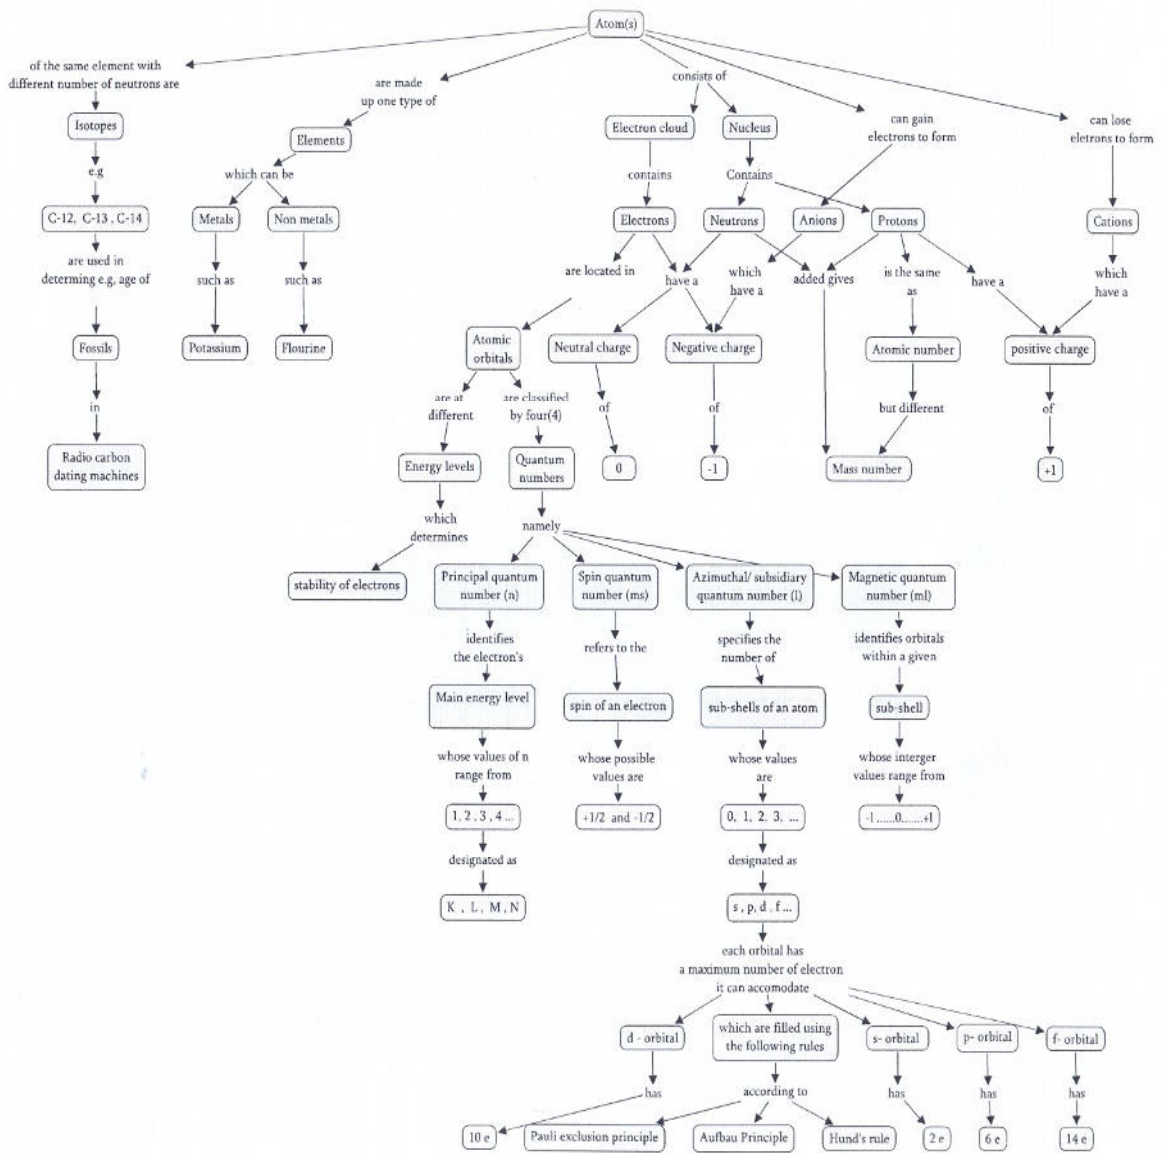 Atom(s)
of the same element with
different number of neutrons are
are made
up one type of
consists of
can gain
electrons to form
can lose
eletrons to form
Isotopes
Elements
Electron cloud
Nucleus
e.g
which can be
contains
Contains
C-12, C-13 , C-14
Metals
Non metals
Electrons
Neutrons
Anions
Protons
Cations
are used in
determing e.g, age of
such as
such as
are located in
have a
which
have a
added gives
is the same
as
have a
which
have a
Fossils
Potassium
Flourine
Atomic
orbitals
Neutral charge
Negative charge
Atomic number
positive charge
in
are at
different
are classified
by four(4)
of
of
but different
of
Radio carbon
dating machines
Energy levels
Quantum
numbers
0
-1
Mass number
+1
which
determines
namely
stability of electrons
Principal quantum
number (n)
Spin quantum
number (ms)
Azimuthal/ subsidiary
quantum number (l)
Magnetic quantum
number (ml)
identifies
the electron's
refers to the
specifies the
number of
identifies orbitals
within a given
Main energy level
spin of an electron
sub-shells of an atom
sub-shell
whose values of n
range from
whose possible
values are
whose values
are
whose interger
values range from
1, 2 , 3 , 4 ...
+1/2 and -1/2
0, 1, 2, 3, ...
-1 ......0.......+1
designated as
designated as
K , L , M , N
s , p, d , f ...
each orbital has
a maximum number of electron
it can accomodate
d - orbital
which are filled using
the following rules
s- orbital
p- orbital
f- orbital
has
according to
has
has
has
10 e
Pauli exclusion principle
Aufbau Principle
Hund's rule
2 e
6 e
14 e